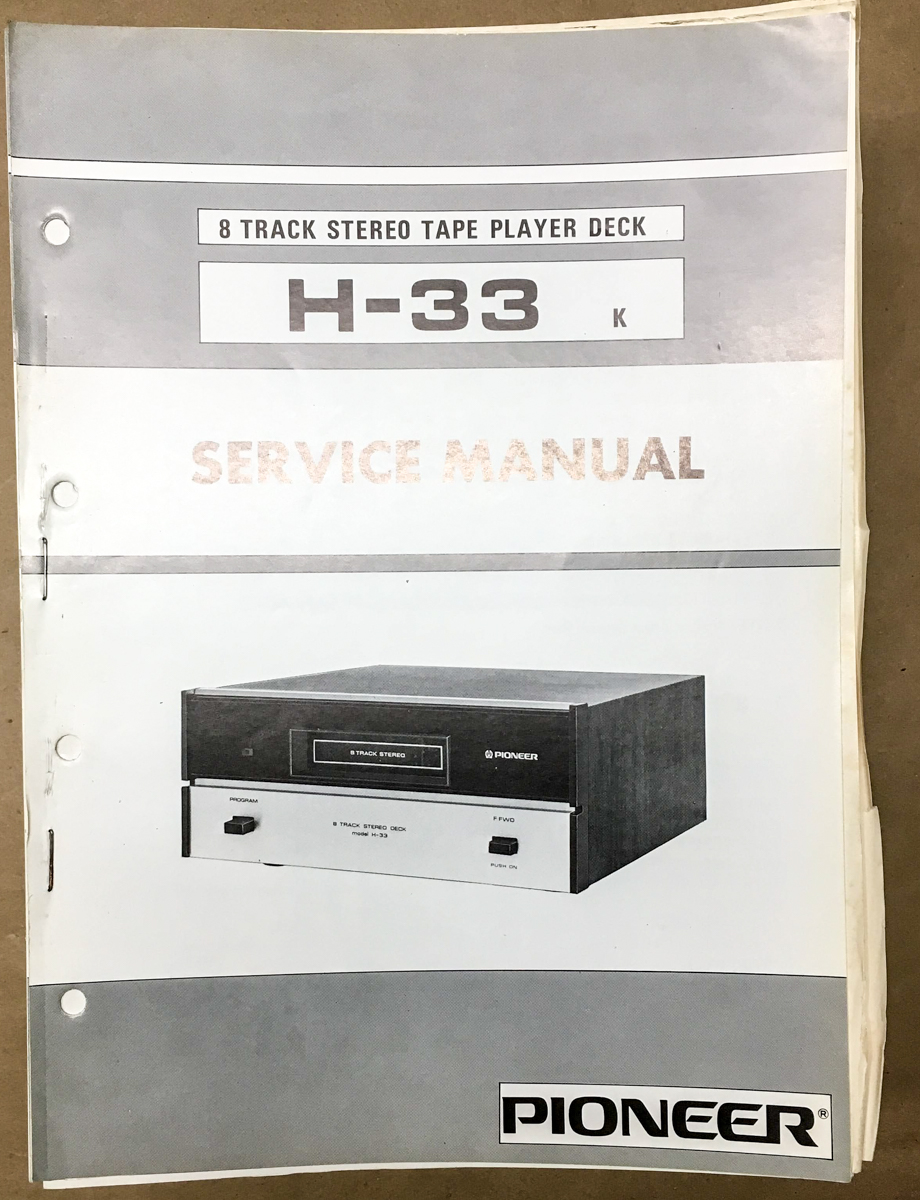 8 TRACK STEREO TAPE PLAYER DECK
H-33 K
SERVICE MANUAL
8 TRACK STEREO
PIONEER
PROGRAM
8 TRACK STEREO DECK
model H-33
F.FWD
PUSH ON
PIONEER®